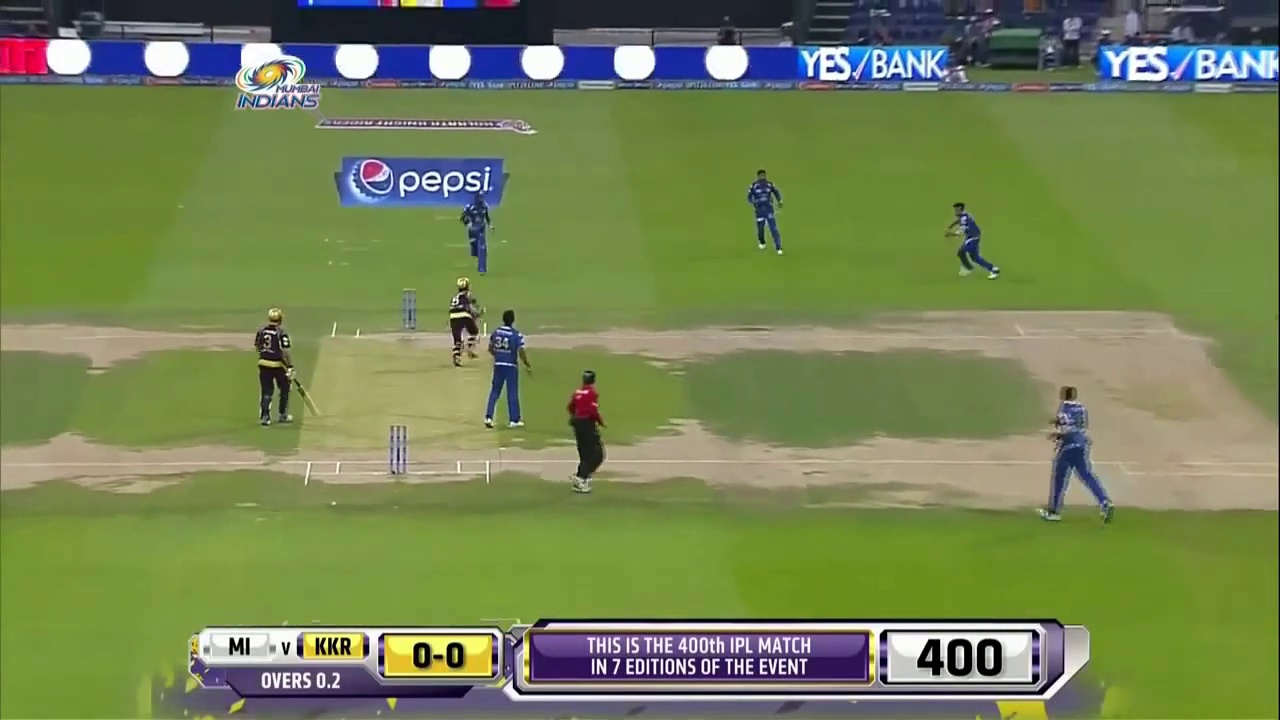 YES/BANK
YES/BANK
MUMBAI
INDIANS
pepsi
3
34
MI v KKR
0-0
OVERS 0.2
THIS IS THE 400th IPL MATCH
IN 7 EDITIONS OF THE EVENT
400